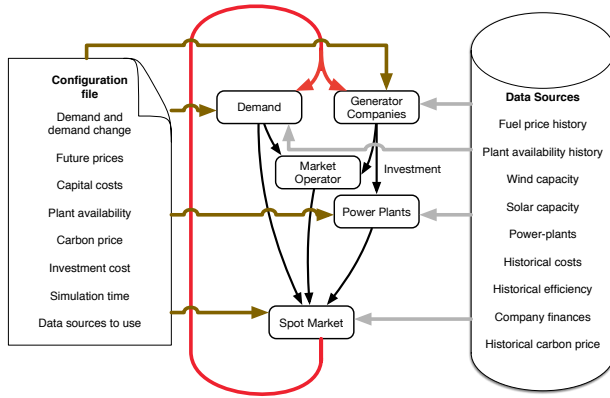 Configuration
file
Demand and
demand change
Future prices
Capital costs
Plant availability
Carbon price
Investment cost
Simulation time
Data sources to use
Demand
Generator
Companies
Market
Operator
Investment
Power Plants
Spot Market
Data Sources
Fuel price history
Plant availability history
Wind capacity
Solar capacity
Power-plants
Historical costs
Historical efficiency
Company finances
Historical carbon price